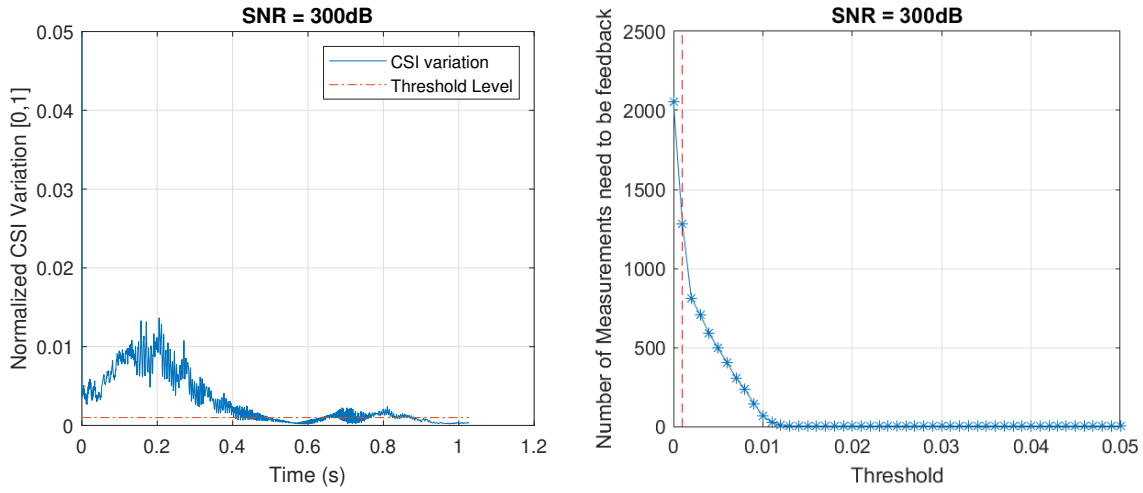 SNR = 300dB
Normalized CSI Variation [0,1]
0.05
0.04
0.03
0.02
0.01
0
CSI variation
Threshold Level
0 0.2 0.4 0.6 0.8 1 1.2
Time (s)
SNR = 300dB
Number of Measurements need to be feedback
2500
2000
1500
1000
500
0
0 0.01 0.02 0.03 0.04 0.05
Threshold